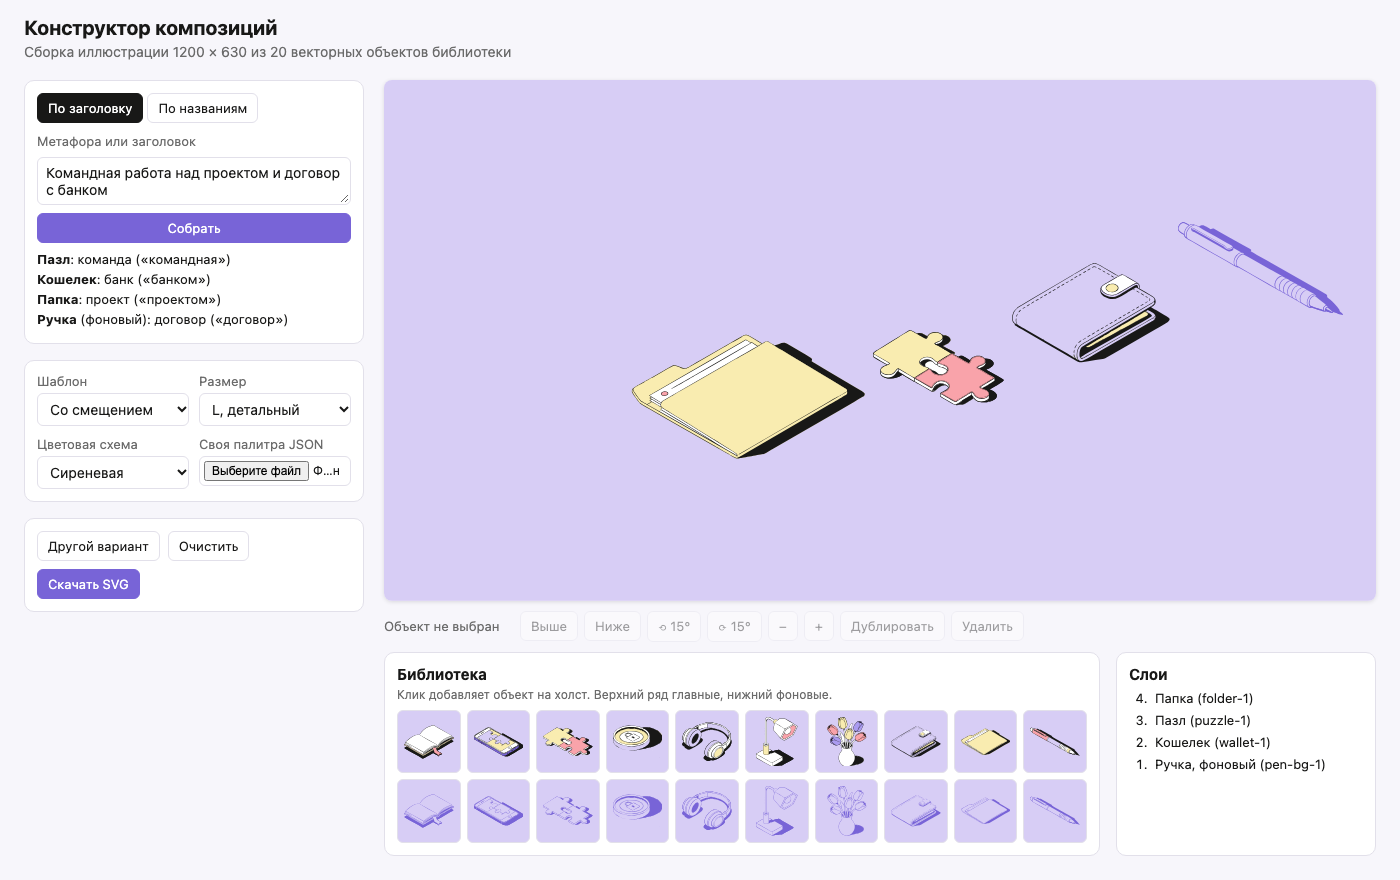 Конструктор композиций
Сборка иллюстрации 1200 × 630 из 20 векторных объектов библиотеки
По заголовку
По названиям
Метафора или заголовок
Командная работа над проектом и договор
с банком
Собрать
Пазл: команда («командная»)
Кошелек: банк («банком»)
Папка: проект («проектом»)
Ручка (фоновый): договор («договор»)
Шаблон
Размер
Со смещением
L, детальный
Цветовая схема
Своя палитра JSON
Сиреневая
Выберите файл Ф...н
Другой вариант
Очистить
Скачать SVG
Объект не выбран
Выше
Ниже
⟲ 15°
⟳ 15°
−
+
Дублировать
Удалить
Библиотека
Клик добавляет объект на холст. Верхний ряд главные, нижний фоновые.
Слои
4. Папка (folder-1)
3. Пазл (puzzle-1)
2. Кошелек (wallet-1)
1. Ручка, фоновый (pen-bg-1)